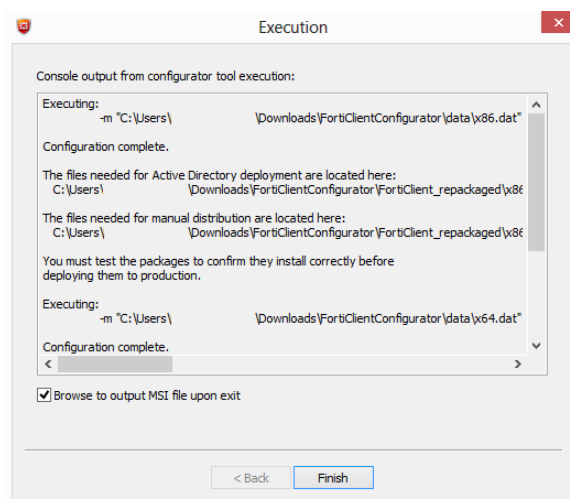 Execution
Console output from configurator tool execution:
Executing:
-m "C:\Users\ \Downloads\FortiClientConfigurator\data\x86.dat"
Configuration complete.
The files needed for Active Directory deployment are located here:
C:\Users\ \Downloads\FortiClientConfigurator\FortiClient_repackaged\x86
The files needed for manual distribution are located here:
C:\Users\ \Downloads\FortiClientConfigurator\FortiClient_repackaged\x86
You must test the packages to confirm they install correctly before
deploying them to production.
Executing:
-m "C:\Users\ \Downloads\FortiClientConfigurator\data\x64.dat"
Configuration complete.
Browse to output MSI file upon exit
< Back Finish